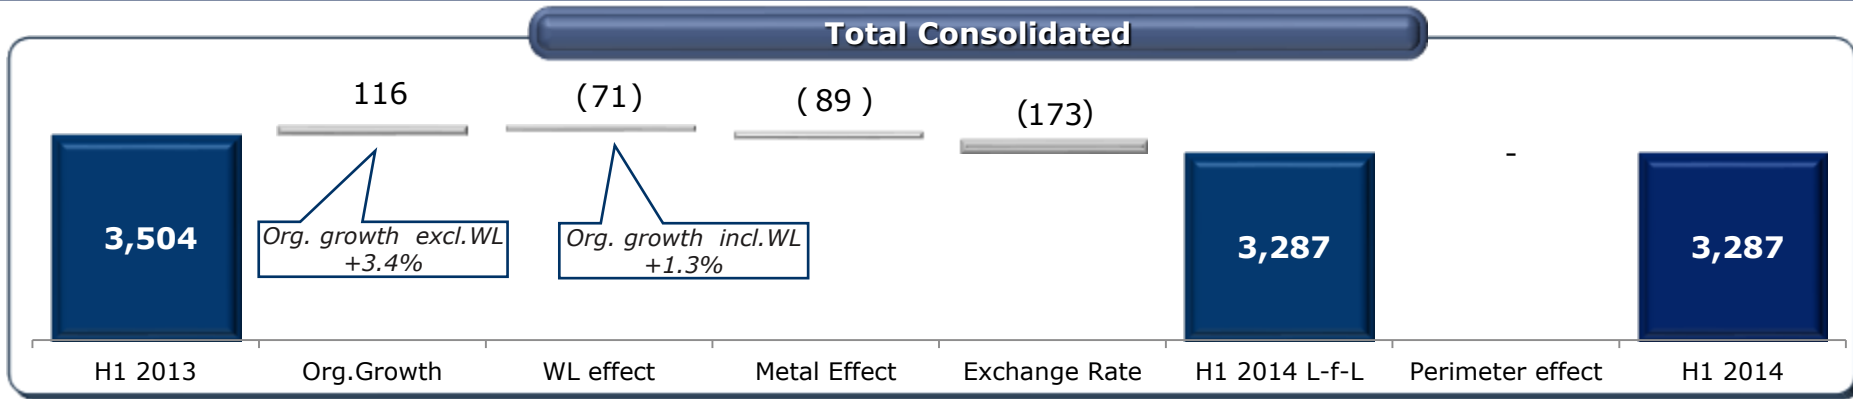 Total Consolidated
116
(71)
( 89 )
(173)
-
3,504
Org. growth excl.WL
+3.4%
Org. growth incl.WL
+1.3%
3,287
3,287
H1 2013
Org.Growth
WL effect
Metal Effect
Exchange Rate
H1 2014 L-f-L
Perimeter effect
H1 2014